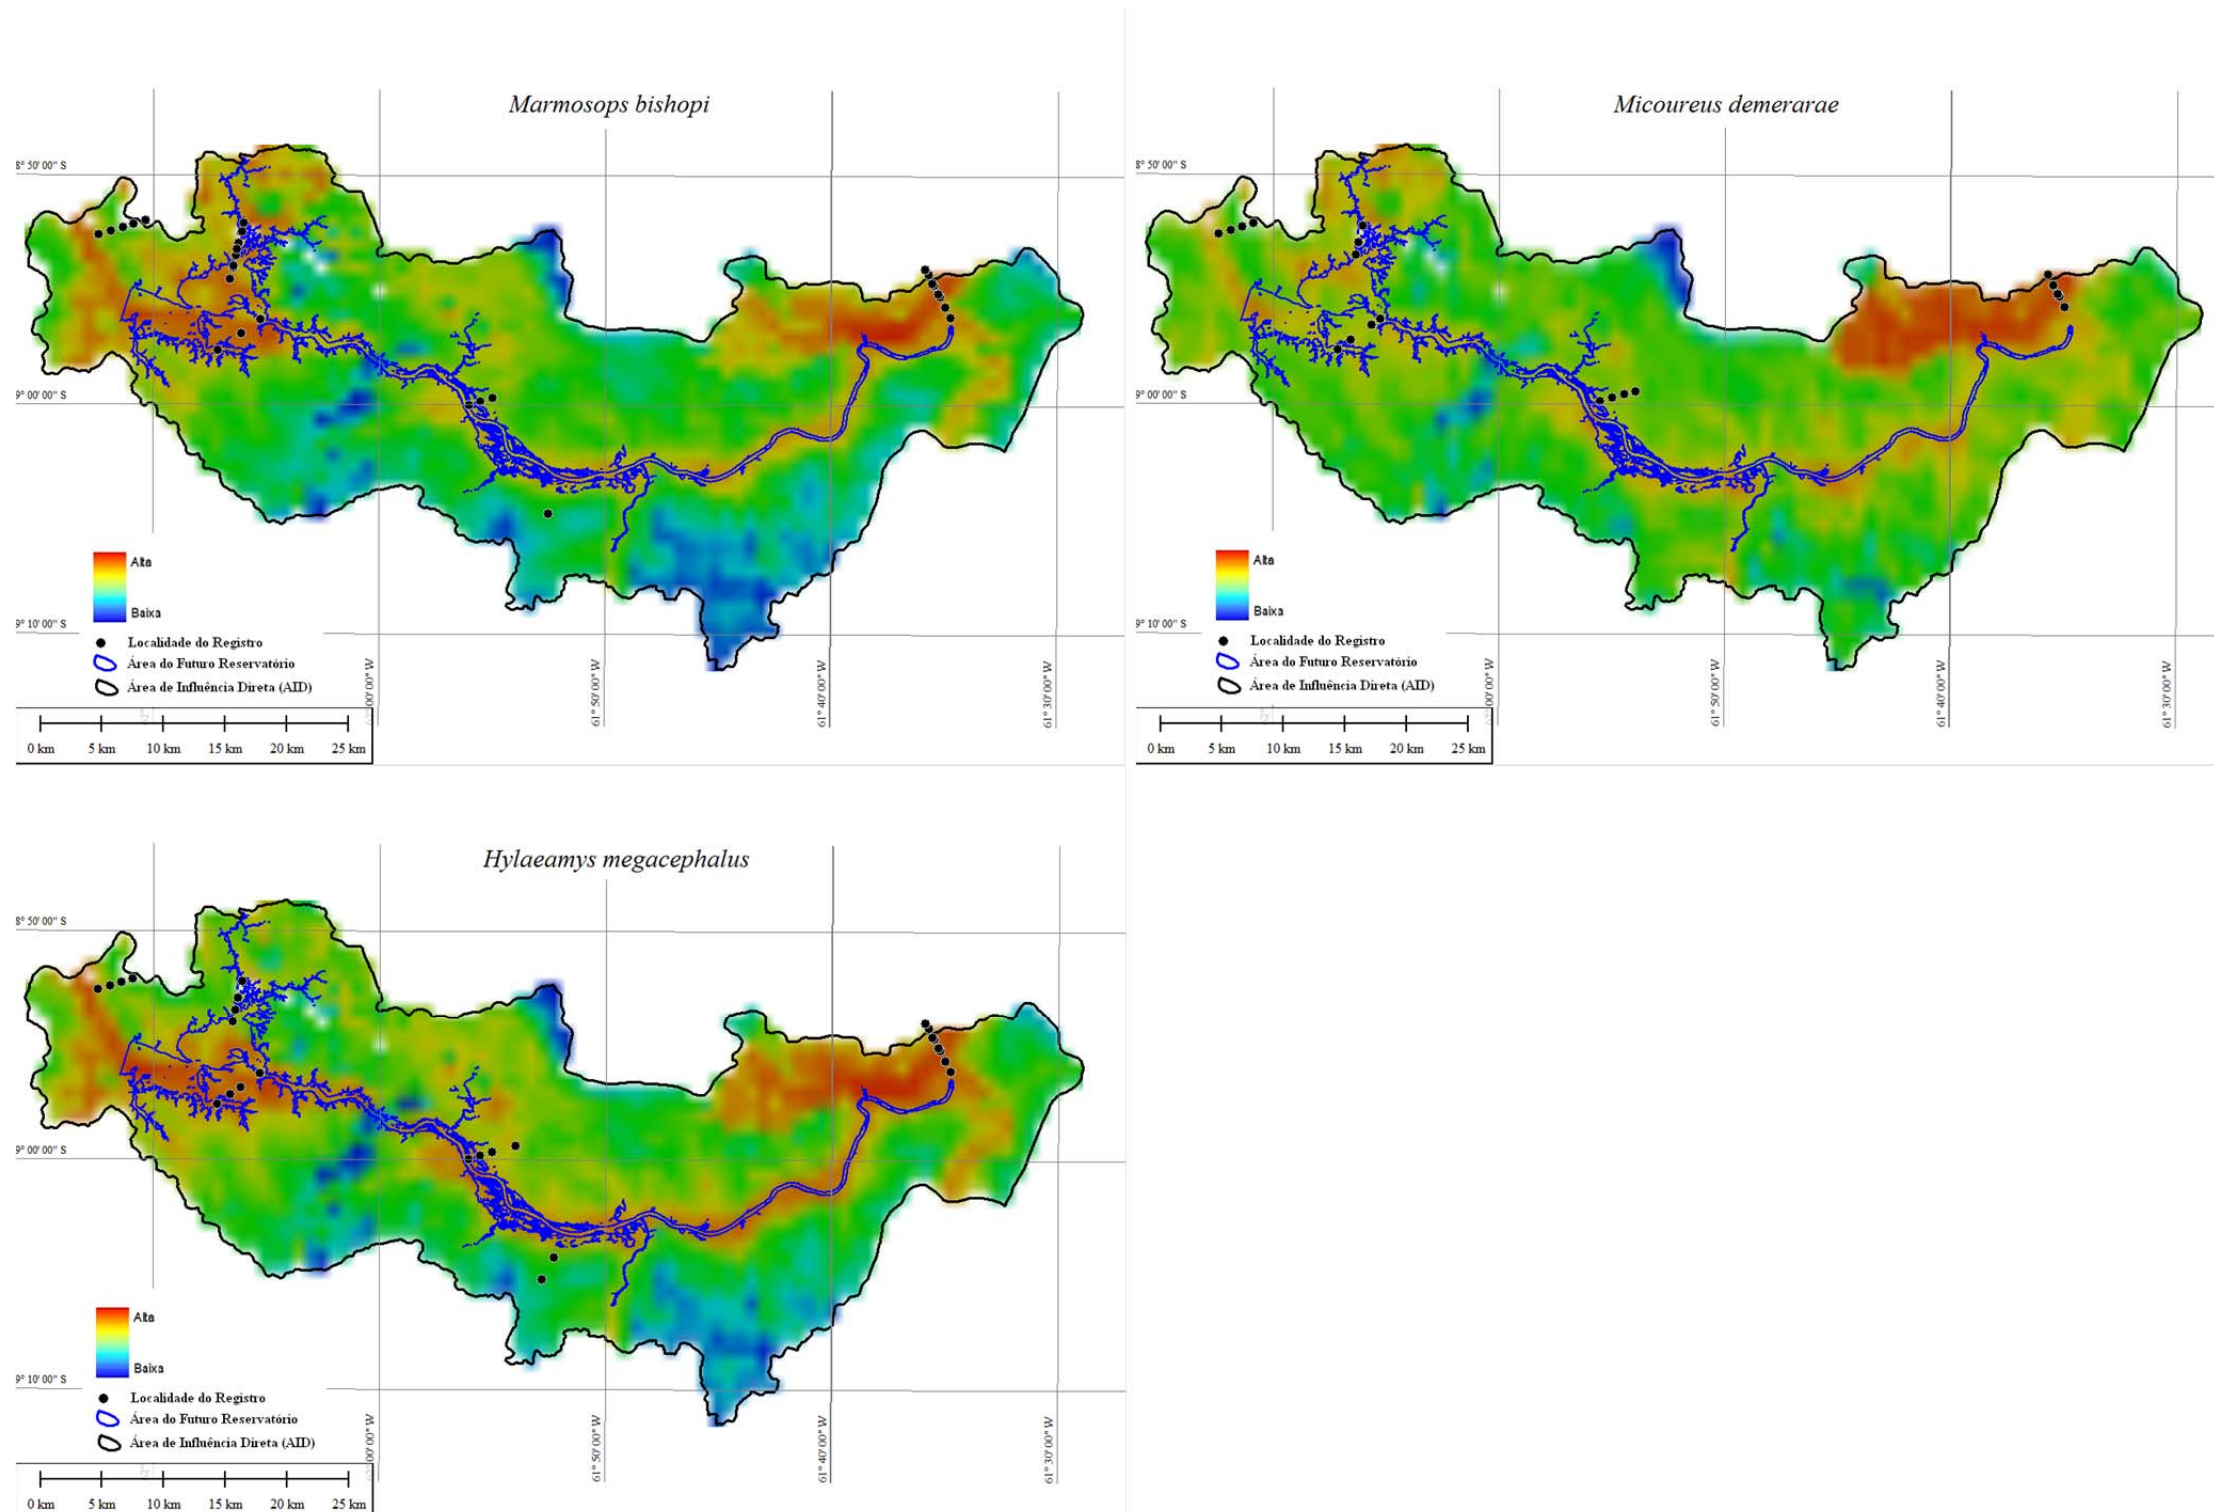 Marmosops bishopi
8° 50' 00" S
9° 00' 00" S
Alta
Baixa
9° 10' 00" S
Localidade do Registro
Área do Futuro Reservatório
Área de Influência Direta (AID)
61° 50' 00" W
61° 40' 00" W
61° 30' 00" W
0 km 5 km 10 km 15 km 20 km 25 km
Micoureus demerarae
8° 50' 00" S
9° 00' 00" S
Alta
Baixa
9° 10' 00" S
Localidade do Registro
Área do Futuro Reservatório
Área de Influência Direta (AID)
61° 50' 00" W
61° 40' 00" W
61° 30' 00" W
0 km 5 km 10 km 15 km 20 km 25 km
Hylaeamys megacephalus
8° 50' 00" S
9° 00' 00" S
Alta
Baixa
9° 10' 00" S
Localidade do Registro
Área do Futuro Reservatório
Área de Influência Direta (AID)
61° 50' 00" W
61° 40' 00" W
61° 30' 00" W
0 km 5 km 10 km 15 km 20 km 25 km